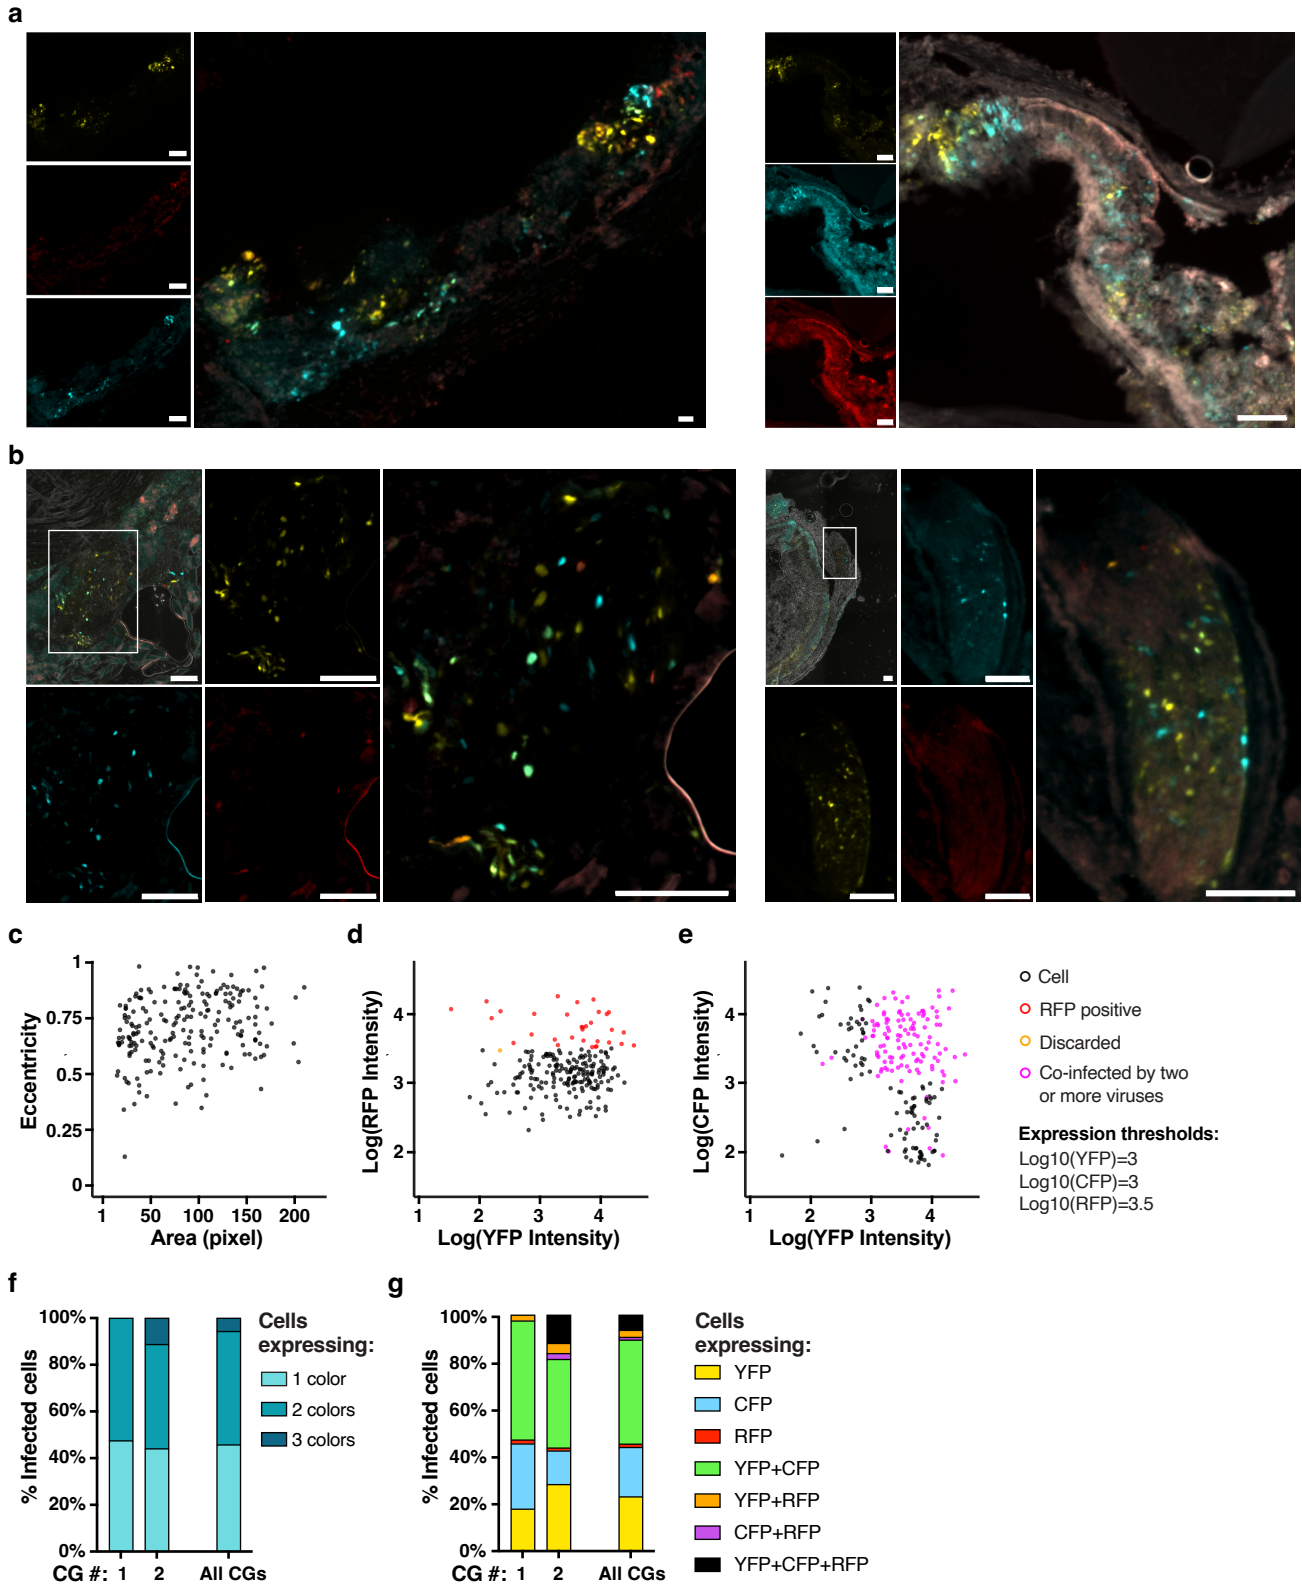 a
b
c
d
e
1
0.75
0.5
0.25
0
Eccentricity
1
50
100
150
200
Area (pixel)
4
3
2
Log(RFP Intensity)
1
2
3
4
Log(YFP Intensity)
4
3
2
Log(CFP Intensity)
1
2
3
4
Log(YFP Intensity)
Cell
RFP positive
Discarded
Co-infected by two
or more viruses
Expression thresholds:
Log10(YFP)=3
Log10(CFP)=3
Log10(RFP)=3.5
f
g
100%
80%
60%
40%
20%
0%
% Infected cells
CG #: 1 2 All CGs
Cells
expressing:
1 color
2 colors
3 colors
100%
80%
60%
40%
20%
0%
% Infected cells
CG #: 1 2 All CGs
Cells
expressing:
YFP
CFP
RFP
YFP+CFP
YFP+RFP
CFP+RFP
YFP+CFP+RFP